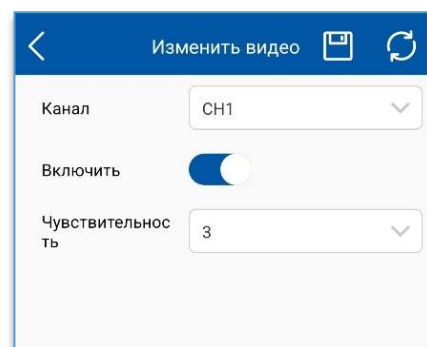 Изменить видео
Канал
CH1
Включить
Чувствительнос
ть
3